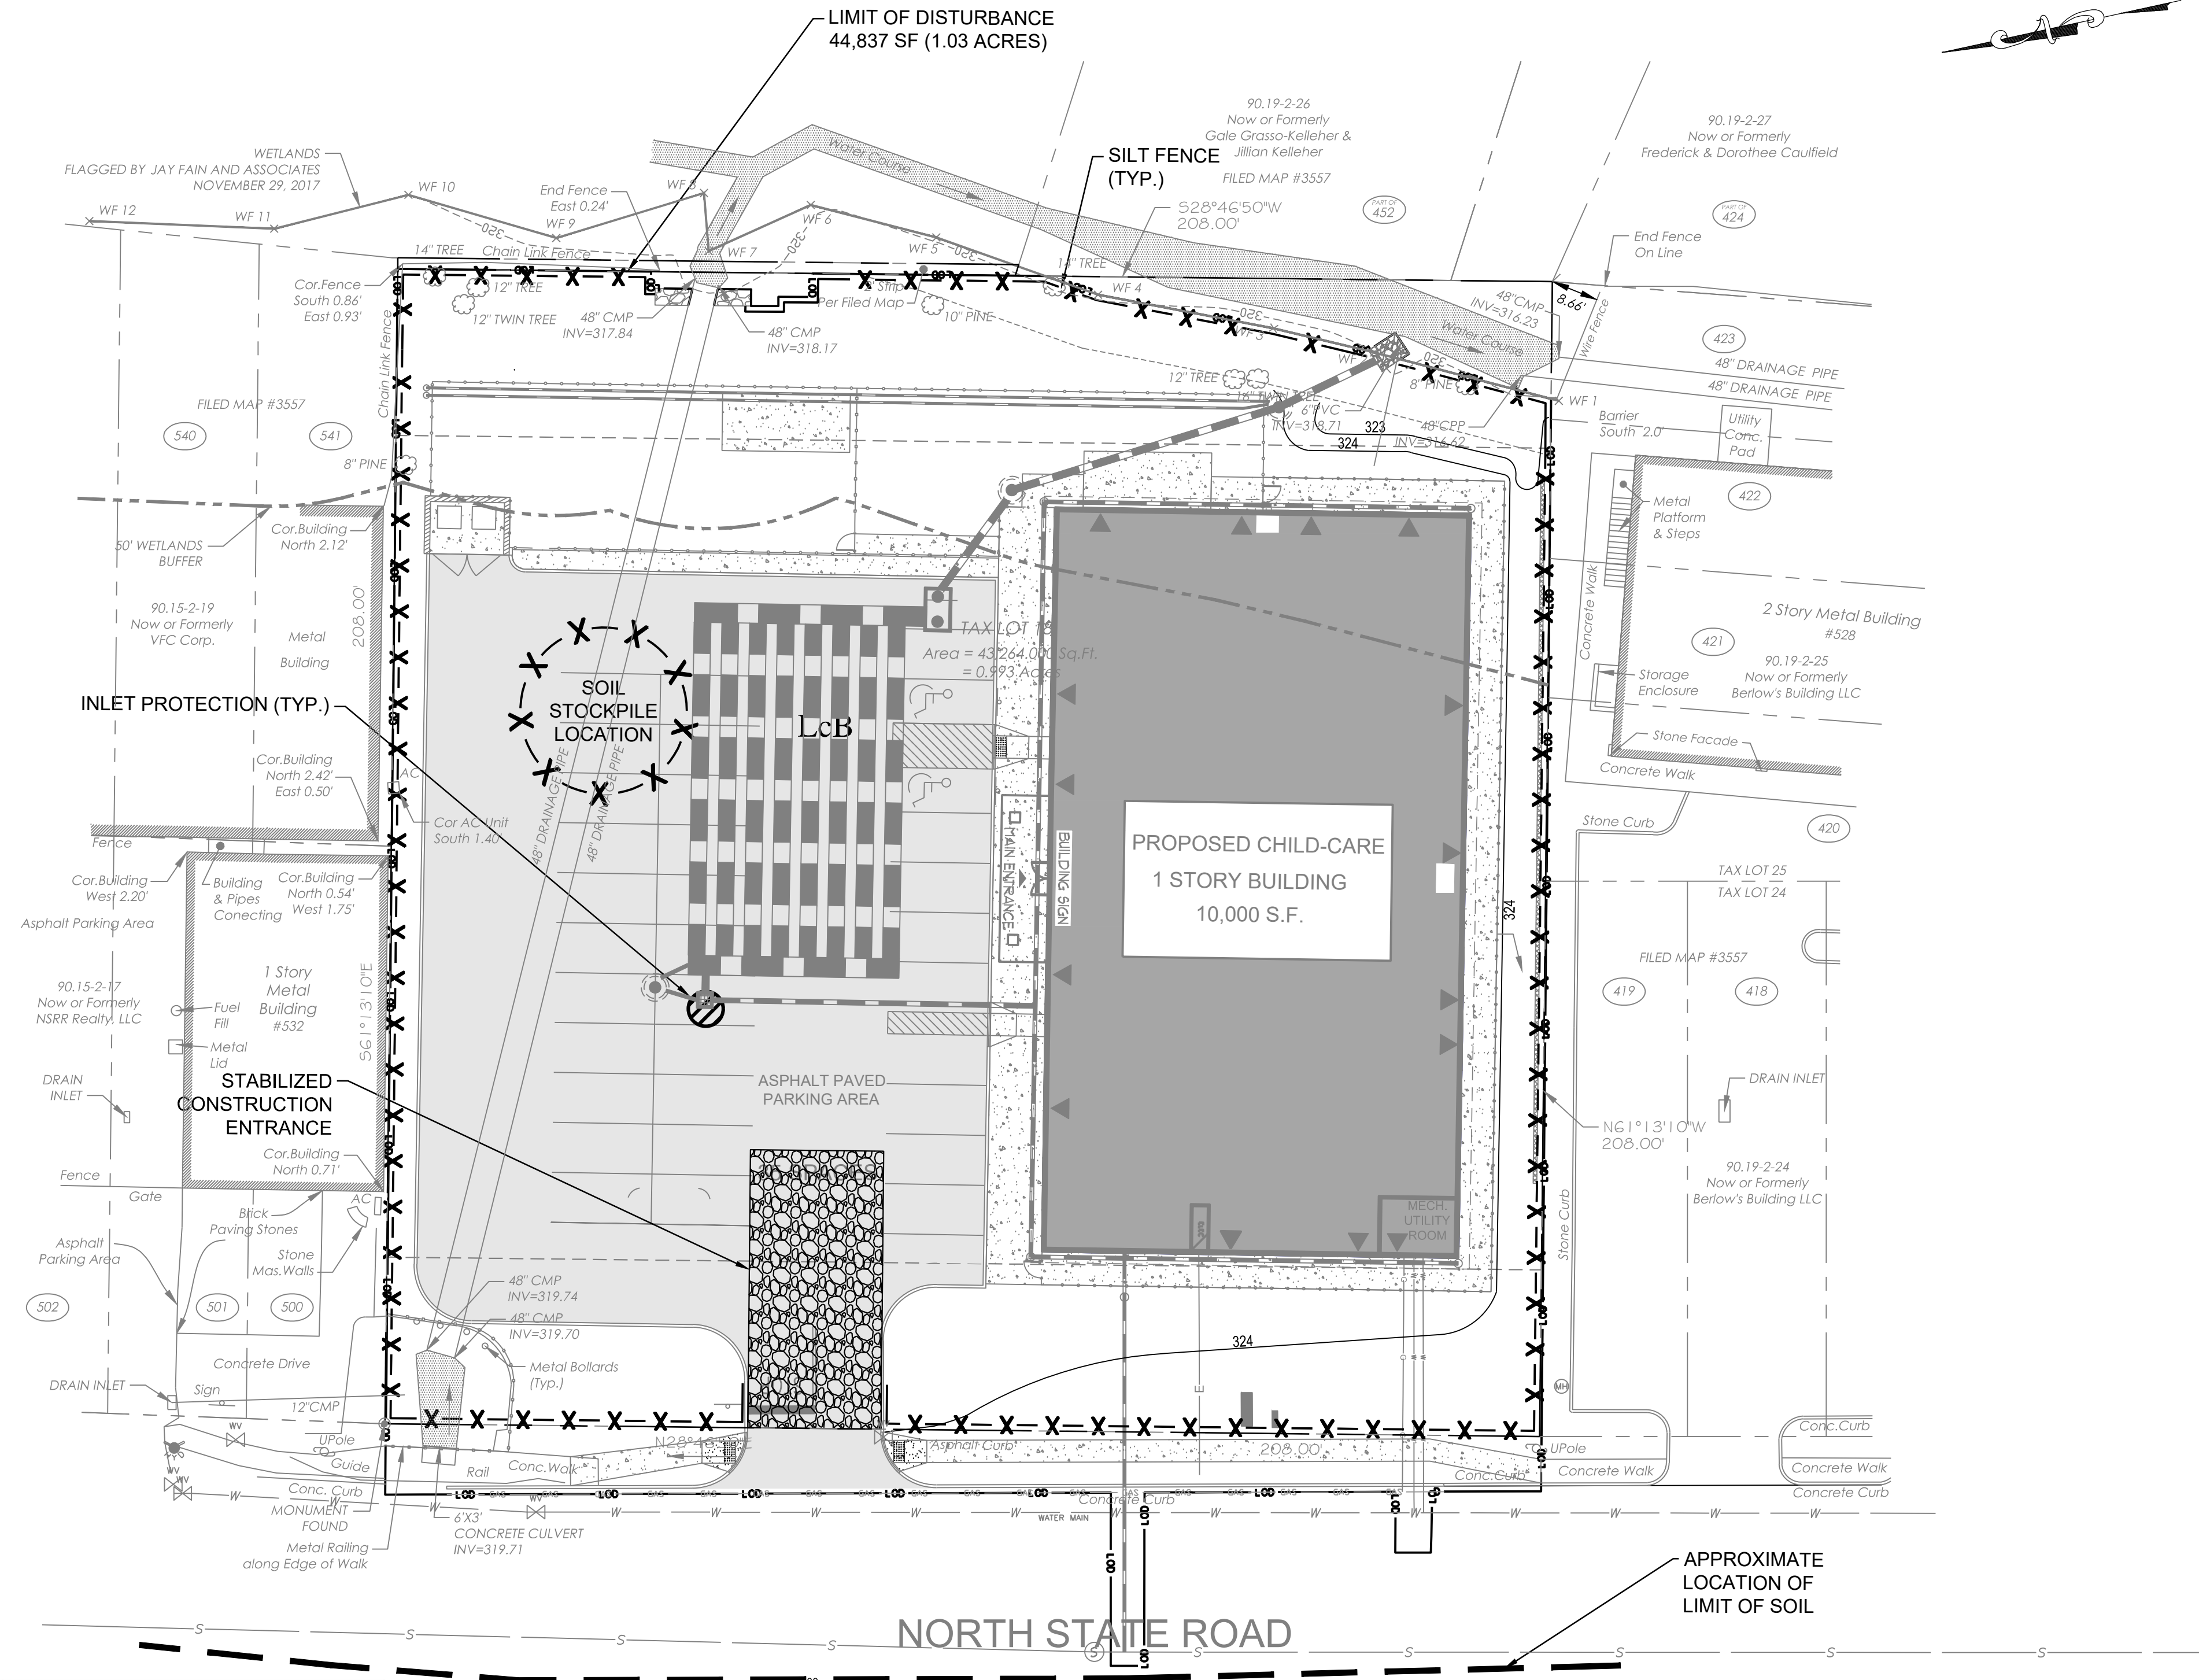 LIMIT OF DISTURBANCE
44,837 SF (1.03 ACRES)
90.19-2-26
Now or Formerly
Gale Grasso-Kelleher &
Jillian Kelleher
FILED MAP #3557
90.19-2-27
Now or Formerly
Frederick & Dorothee Caulfield
WETLANDS
FLAGGED BY JAY FAIN AND ASSOCIATES
NOVEMBER 29, 2017
WF 12
WF 11
WF 10
WF 9
WF 8
WF 7
WF 6
WF 5
WF 4
WF 3
WF
WF 1
End Fence
East 0.24'
Water Course
SILT FENCE
(TYP.)
S28°46'50"W
208.00'
PART OF
452
PART OF
424
End Fence
On Line
320
320
320
320
320
320
14" TREE
Chain Link Fence
Cor.Fence
South 0.86'
East 0.93'
12" TREE
12" TWIN TREE
48" CMP
INV=317.84
48" CMP
INV=318.17
Strip
Per Filed Map
10" PINE
48"CMP
INV=316.23
8.66'
Wire Fence
Water Course
423
48" DRAINAGE PIPE
48" DRAINAGE PIPE
Chain Link Fence
FILED MAP #3557
540
541
8" PINE
12" TREE
8" PINE
6"PVC
INV=318.71
48"CPP
INV=316.62
323
324
Barrier
South 2.0'
Utility
Conc.
Pad
422
Metal
Platform
& Steps
Cor.Building
North 2.12'
50' WETLANDS
BUFFER
90.15-2-19
Now or Formerly
VFC Corp.
Metal
Building
208.00'
Concrete Walk
2 Story Metal Building
#528
421
90.19-2-25
Now or Formerly
Berlow's Building LLC
Storage
Enclosure
Stone Facade
Concrete Walk
TAX LOT
Area = 43,264.000 Sq.Ft.
= 0.993 Acres
INLET PROTECTION (TYP.)
SOIL
STOCKPILE
LOCATION
LcB
48" DRAINAGE PIPE
48" DRAINAGE PIPE
Cor.Building
North 2.42'
East 0.50'
AC
Cor AC Unit
South 1.40'
MAIN ENTRANCE
BUILDING SIGN
PROPOSED CHILD-CARE
1 STORY BUILDING
10,000 S.F.
324
Stone Curb
420
TAX LOT 25
TAX LOT 24
FILED MAP #3557
419
418
Fence
Cor.Building
West 2.20'
Building
& Pipes
Conecting
Cor.Building
North 0.54'
West 1.75'
Asphalt Parking Area
90.15-2-17
Now or Formerly
NSRR Realty, LLC
1 Story
Metal
Building
#532
S61°13'10"E
Fuel
Fill
Metal
Lid
DRAIN
INLET
STABILIZED
CONSTRUCTION
ENTRANCE
ASPHALT PAVED
PARKING AREA
DRAIN INLET
N61°13'10"W
208.00'
90.19-2-24
Now or Formerly
Berlow's Building LLC
Stone Curb
Cor.Building
North 0.71'
Fence
Gate
AC
Brick
Paving Stones
Stone
Mas.Walls
Asphalt
Parking Area
502
501
500
MECH.
UTILITY
ROOM
48" CMP
INV=319.74
48" CMP
INV=319.70
Metal Bollards
(Typ.)
324
E
Concrete Drive
DRAIN INLET
Sign
12"CMP
WV
UPole
Guide
Rail
Conc.Walk
Conc. Curb
Asphalt Curb
208.00'
UPole
Conc.Curb
Concrete Walk
MH
Conc.Curb
Concrete Walk
Concrete Curb
MONUMENT
FOUND
Metal Railing
along Edge of Walk
6'X3'
CONCRETE CULVERT
INV=319.71
Concrete Curb
WATER MAIN
APPROXIMATE
LOCATION OF
LIMIT OF SOIL
NORTH STATE ROAD